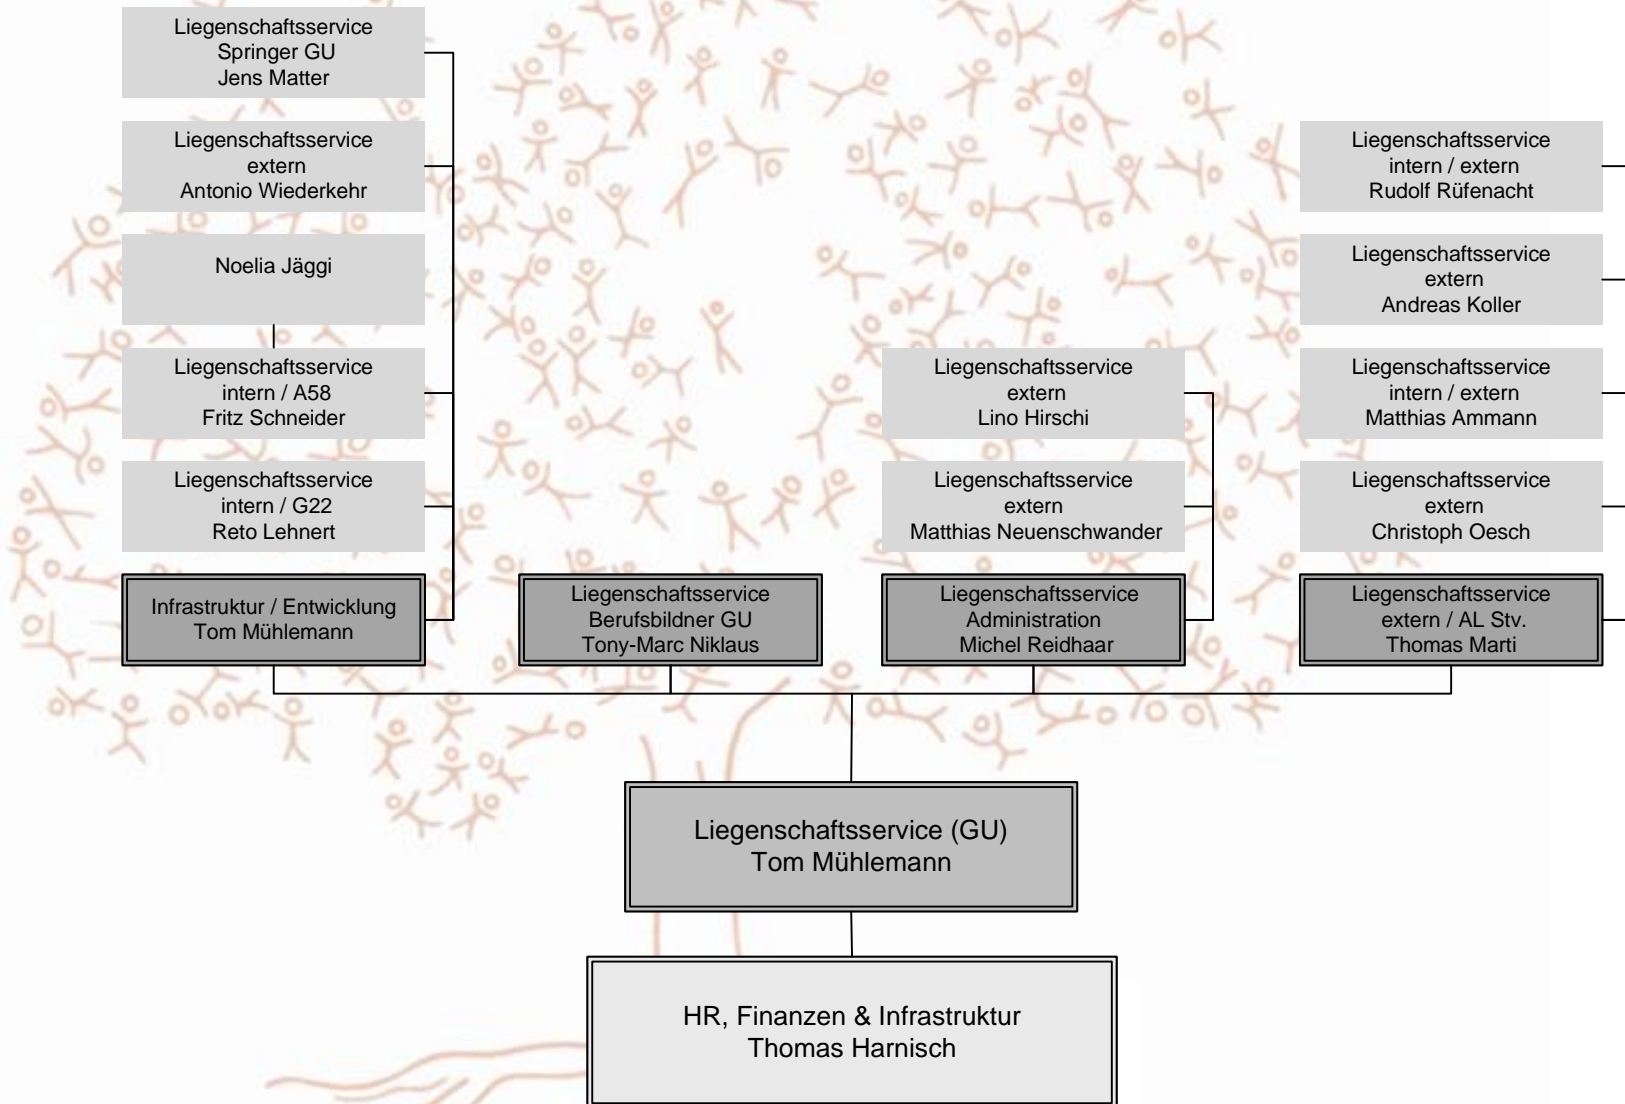 Liegenschaftsservice
Springer GU
Jens Matter
Liegenschaftsservice
extern
Antonio Wiederkehr
Noelia Jäggi
Liegenschaftsservice
intern / A58
Fritz Schneider
Liegenschaftsservice
intern / G22
Reto Lehnert
Infrastruktur / Entwicklung
Tom Mühlemann
Liegenschaftsservice
Berufsbildner GU
Tony-Marc Niklaus
Liegenschaftsservice
extern
Lino Hirschi
Liegenschaftsservice
extern
Matthias Neuenschwander
Liegenschaftsservice
Administration
Michel Reidhaar
Liegenschaftsservice
intern / extern
Rudolf Rüfenacht
Liegenschaftsservice
extern
Andreas Koller
Liegenschaftsservice
intern / extern
Matthias Ammann
Liegenschaftsservice
extern
Christoph Oesch
Liegenschaftsservice
extern / AL Stv.
Thomas Marti
Liegenschaftsservice (GU)
Tom Mühlemann
HR, Finanzen & Infrastruktur
Thomas Harnisch